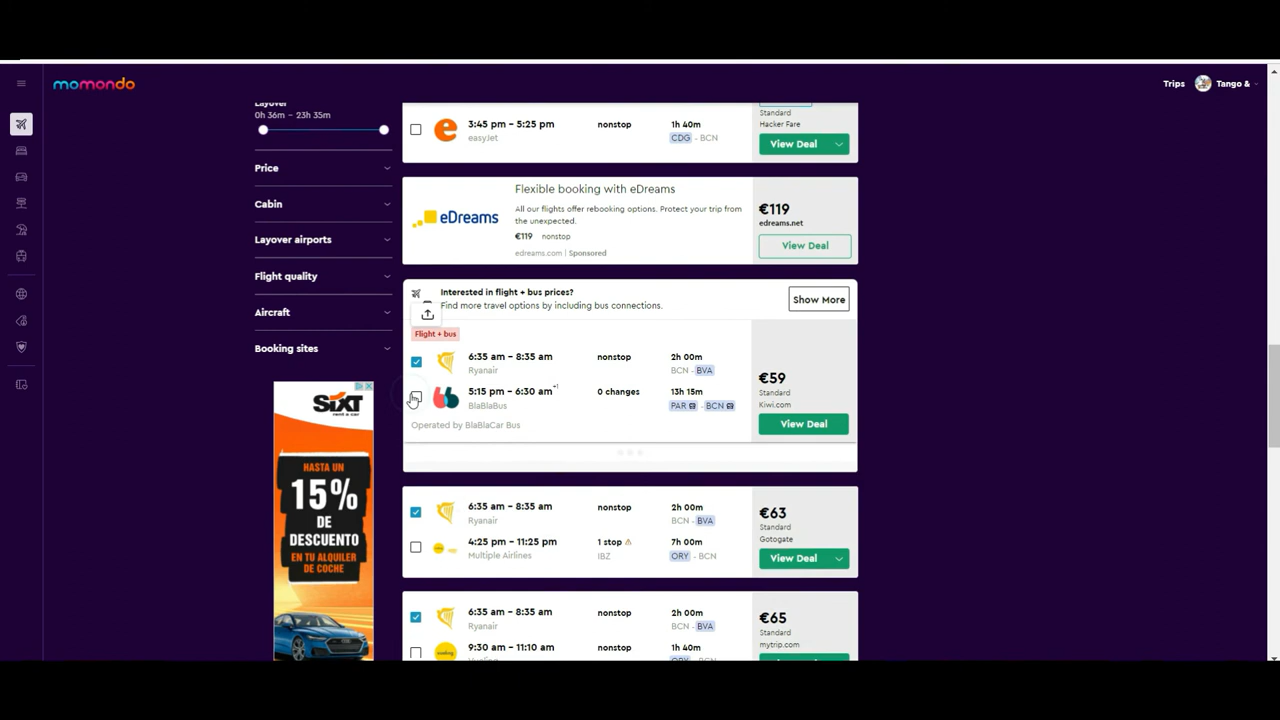 momondo
Trips
Tango &
Layover
0h 36m – 23h 35m
Price
Cabin
Layover airports
Flight quality
Aircraft
Booking sites
SIXT
rent a car
HASTA UN
15%
DE
DESCUENTO
EN TU ALQUILER
DE COCHE
3:45 pm – 5:25 pm
nonstop
1h 40m
easyJet
CDG - BCN
Standard
Hacker Fare
View Deal
eDreams
Flexible booking with eDreams
All our flights offer rebooking options. Protect your trip from
the unexpected.
€119 nonstop
edreams.com | Sponsored
€119
edreams.net
View Deal
Interested in flight + bus prices?
Find more travel options by including bus connections.
Show More
Flight + bus
6:35 am – 8:35 am
nonstop
2h 00m
Ryanair
BCN - BVA
5:15 pm – 6:30 am+1
0 changes
13h 15m
BlaBlaBus
PAR - BCN
Operated by BlaBlaCar Bus
€59
Standard
Kiwi.com
View Deal
6:35 am – 8:35 am
nonstop
2h 00m
Ryanair
BCN - BVA
4:25 pm – 11:25 pm
1 stop
7h 00m
Multiple Airlines
IBZ
ORY - BCN
€63
Standard
Gotogate
View Deal
6:35 am – 8:35 am
nonstop
2h 00m
Ryanair
BCN - BVA
9:30 am – 11:10 am
nonstop
1h 40m
€65
Standard
mytrip.com